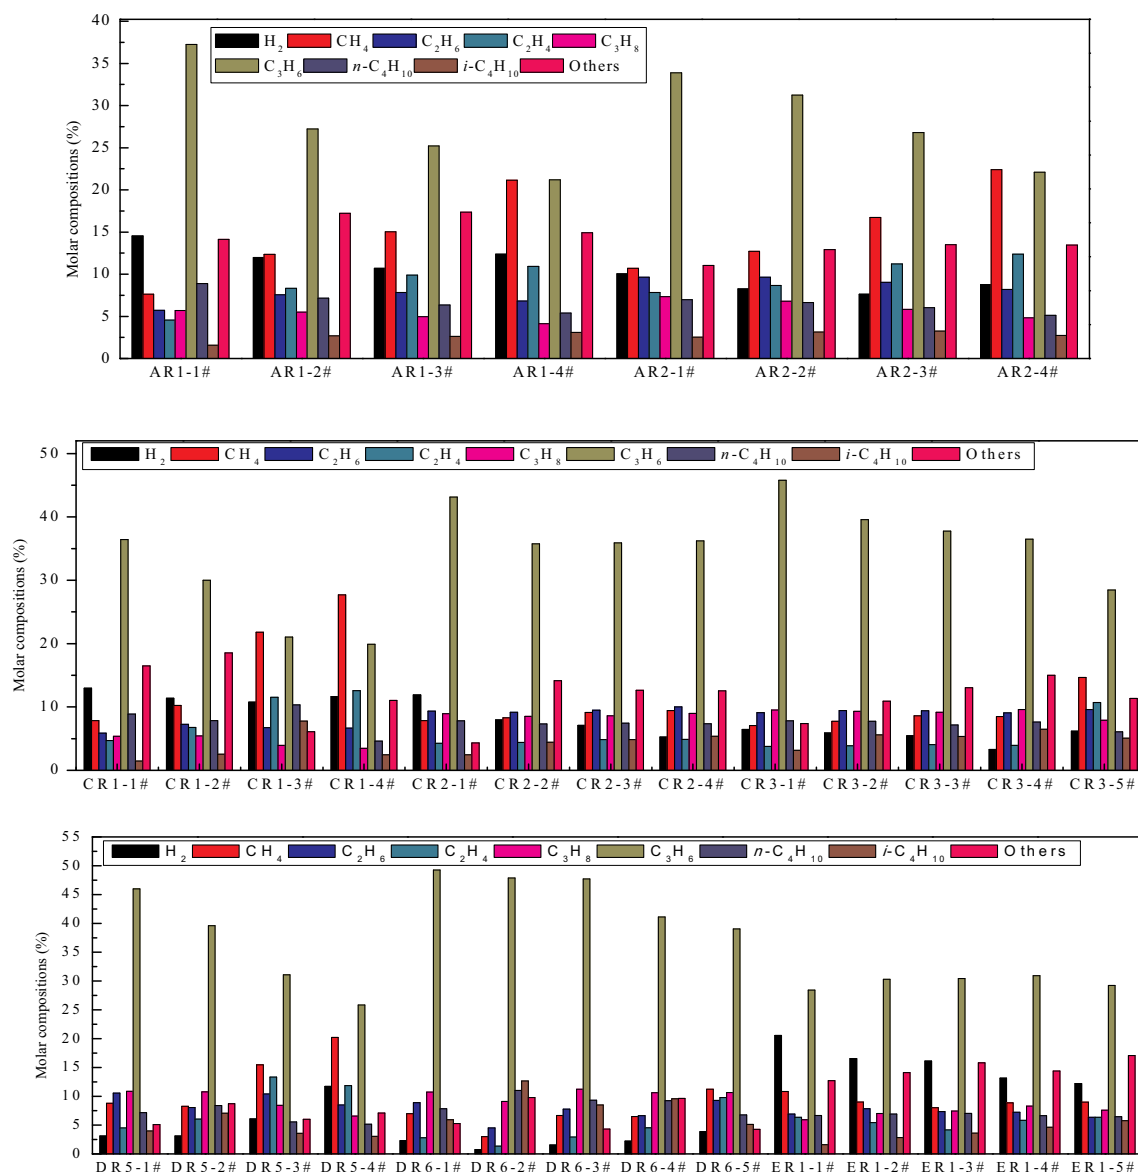 40
35
30
25
20
15
10
5
0
Molar compositions (%)
H2 CH4 C2H6 C2H4 C3H8
C3H6 n-C4H10 i-C4H10 Others
AR1-1# AR1-2# AR1-3# AR1-4# AR2-1# AR2-2# AR2-3# AR2-4#
50
40
30
20
10
0
Molar compositions (%)
H2 CH4 C2H6 C2H4 C3H8 C3H6 n-C4H10 i-C4H10 Others
CR1-1# CR1-2# CR1-3# CR1-4# CR2-1# CR2-2# CR2-3# CR2-4# CR3-1# CR3-2# CR3-3# CR3-4# CR3-5#
55
50
45
40
35
30
25
20
15
10
5
0
Molar compositions (%)
H2 CH4 C2H6 C2H4 C3H8 C3H6 n-C4H10 i-C4H10 Others
DR5-1# DR5-2# DR5-3# DR5-4# DR6-1# DR6-2# DR6-3# DR6-4# DR6-5# ER1-1# ER1-2# ER1-3# ER1-4# ER1-5#